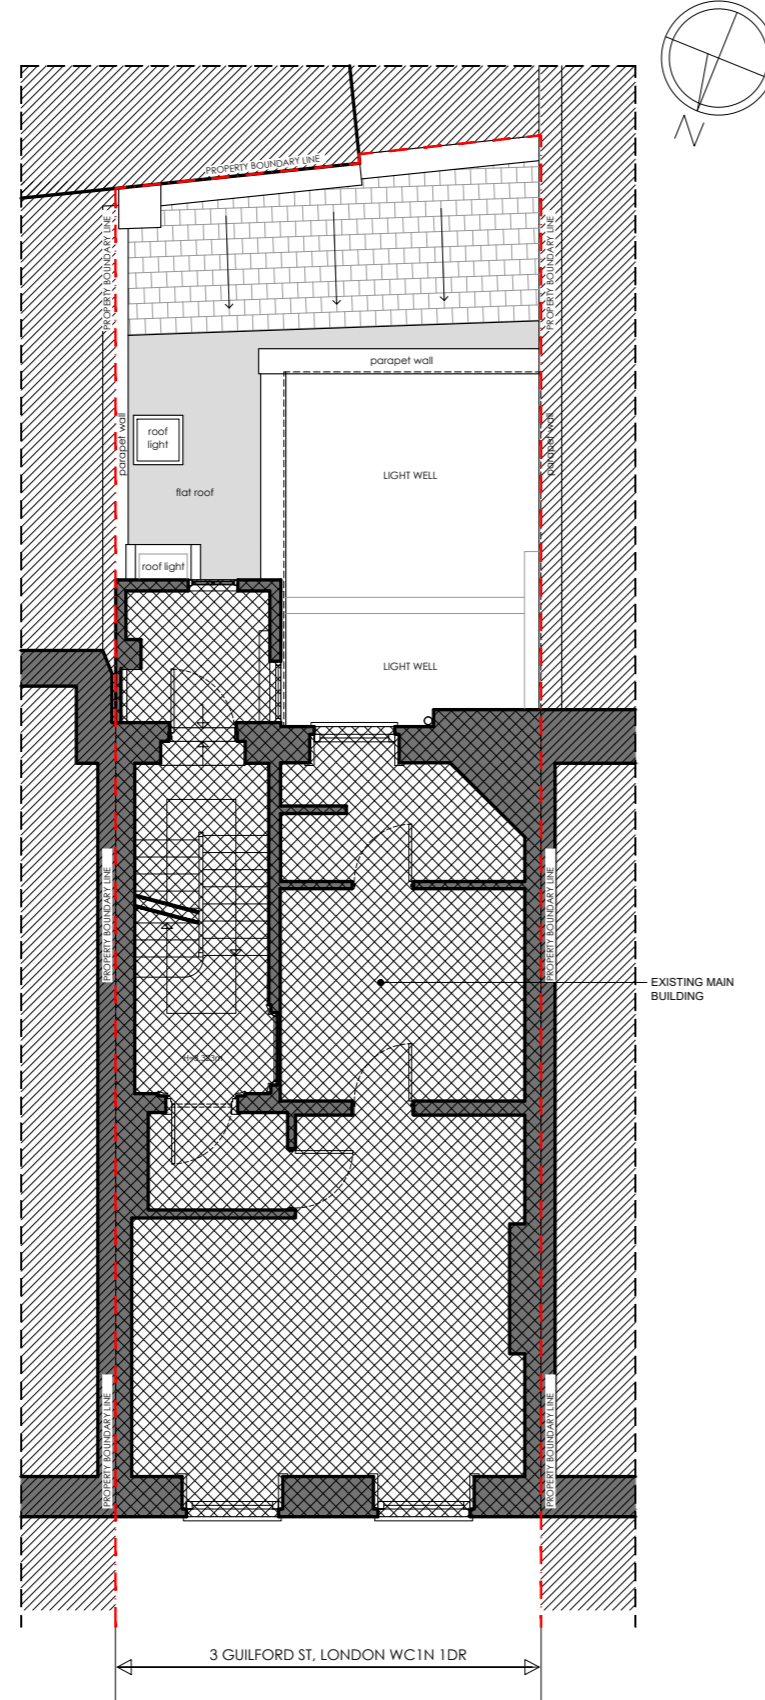 N
PROPERTY BOUNDARY LINE
PROPERTY BOUNDARY LINE
PROPERTY BOUNDARY LINE
parapet wall
roof
light
parapet wall
parapet wall
LIGHT WELL
flat roof
roof light
LIGHT WELL
PROPERTY BOUNDARY LINE
PROPERTY BOUNDARY LINE
EXISTING MAIN
BUILDING
PROPERTY BOUNDARY LINE
PROPERTY BOUNDARY LINE
3 GUILFORD ST, LONDON WC1N 1DR